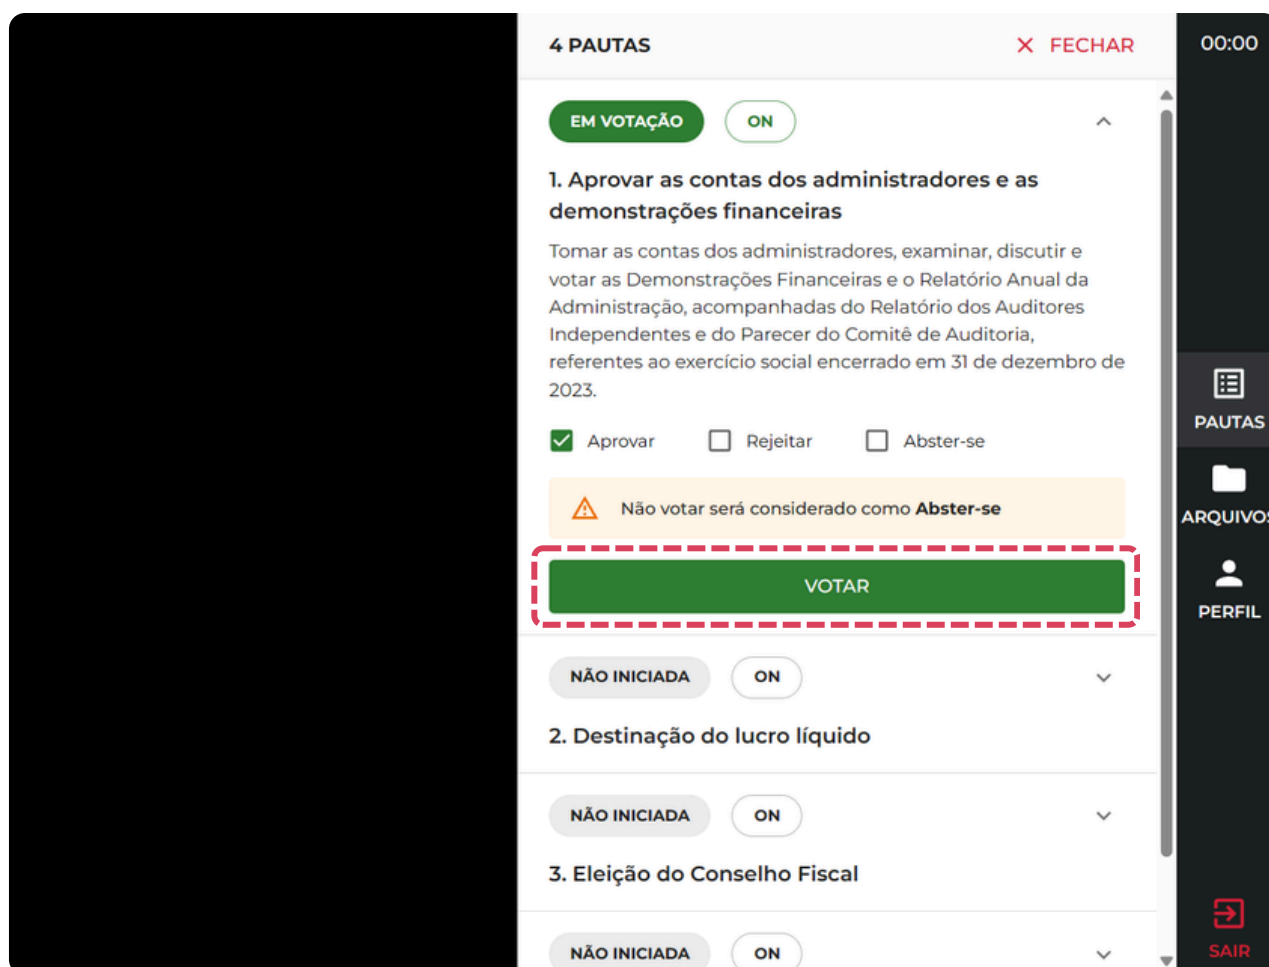 4 PAUTAS
FECHAR
00:00
EM VOTAÇÃO
ON
1. Aprovar as contas dos administradores e as
demonstrações financeiras
Tomar as contas dos administradores, examinar, discutir e
votar as Demonstrações Financeiras e o Relatório Anual da
Administração, acompanhadas do Relatório dos Auditores
Independentes e do Parecer do Comitê de Auditoria,
referentes ao exercício social encerrado em 31 de dezembro de
2023.
Aprovar
Rejeitar
Abster-se
Não votar será considerado como Abster-se
VOTAR
NÃO INICIADA
ON
2. Destinação do lucro líquido
NÃO INICIADA
ON
3. Eleição do Conselho Fiscal
NÃO INICIADA
ON
PAUTAS
ARQUIVOS
PERFIL
SAIR